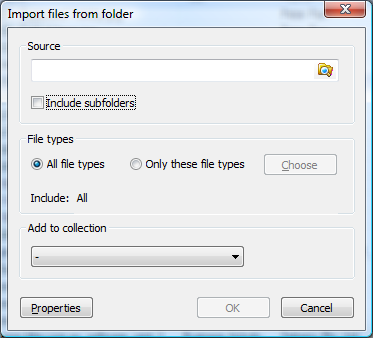 Import files from folder
Source
Include subfolders
File types
All file types
Only these file types
Choose
Include: All
Add to collection
-
Properties
OK
Cancel